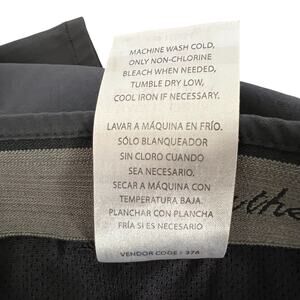 MACHINE WASH COLD,
ONLY NON-CHLORINE
BLEACH WHEN NEEDED,
TUMBLE DRY LOW,
COOL IRON IF NECESSARY.
LAVAR A MÁQUINA EN FRÍO.
SÓLO BLANQUEADOR
SIN CLORO CUANDO
SEA NECESARIO.
SECAR A MÁQUINA CON
TEMPERATURA BAJA.
PLANCHAR CON PLANCHA
FRÍA SI ES NECESARIO
VENDOR CODE: 376